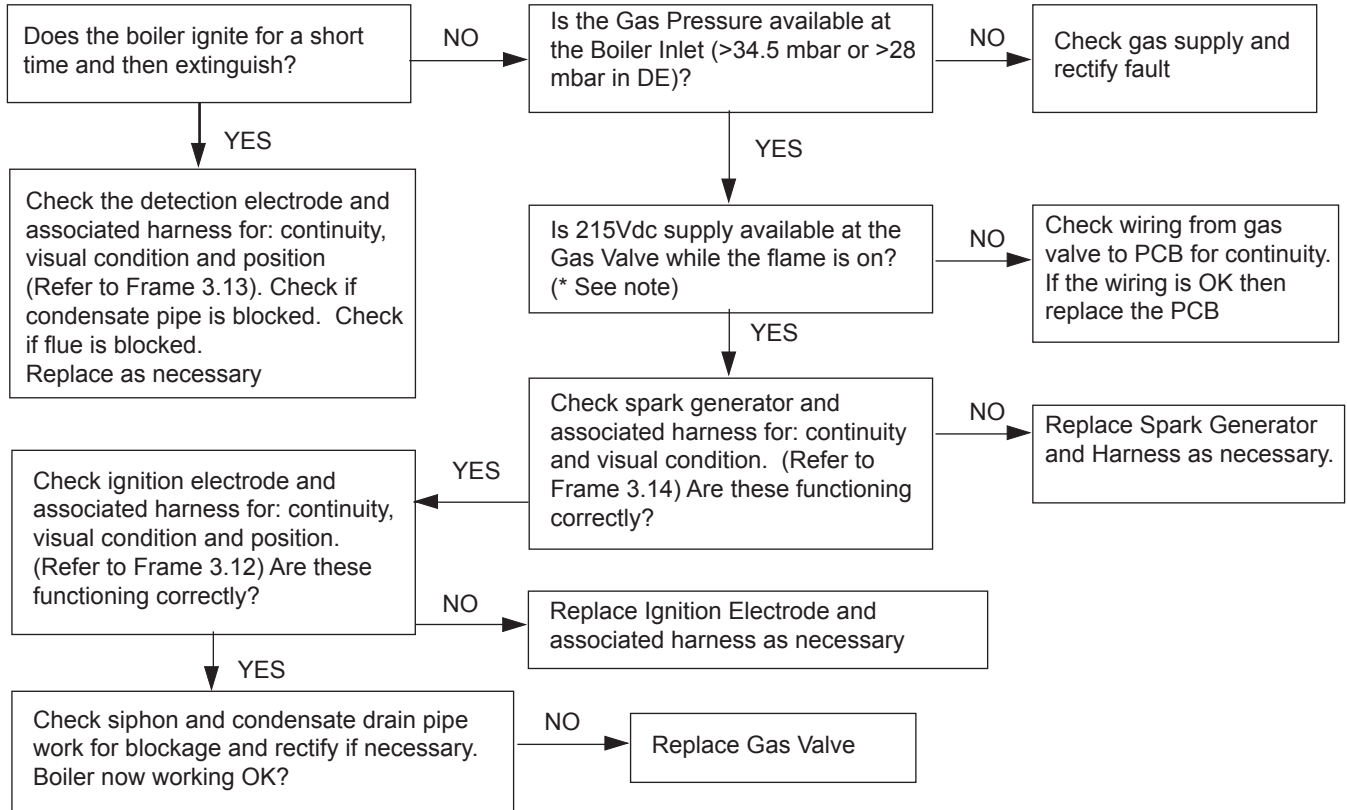 Does the boiler ignite for a short
time and then extinguish?
NO
Is the Gas Pressure available at
the Boiler Inlet (>34.5 mbar or >28
mbar in DE)?
NO
Check gas supply and
rectify fault
YES
Check the detection electrode and
associated harness for: continuity,
visual condition and position
(Refer to Frame 3.13). Check if
condensate pipe is blocked.  Check
if flue is blocked.
Replace as necessary
YES
Is 215Vdc supply available at the
Gas Valve while the flame is on?
(* See note)
NO
Check wiring from gas
valve to PCB for continuity.
If the wiring is OK then
replace the PCB
YES
Check spark generator and
associated harness for: continuity
and visual condition.  (Refer to
Frame 3.14) Are these functioning
correctly?
NO
Replace Spark Generator
and Harness as necessary.
YES
Check ignition electrode and
associated harness for: continuity,
visual condition and position.
(Refer to Frame 3.12) Are these
functioning correctly?
NO
Replace Ignition Electrode and
associated harness as necessary
YES
Check siphon and condensate drain pipe
work for blockage and rectify if necessary.
Boiler now working OK?
NO
Replace Gas Valve